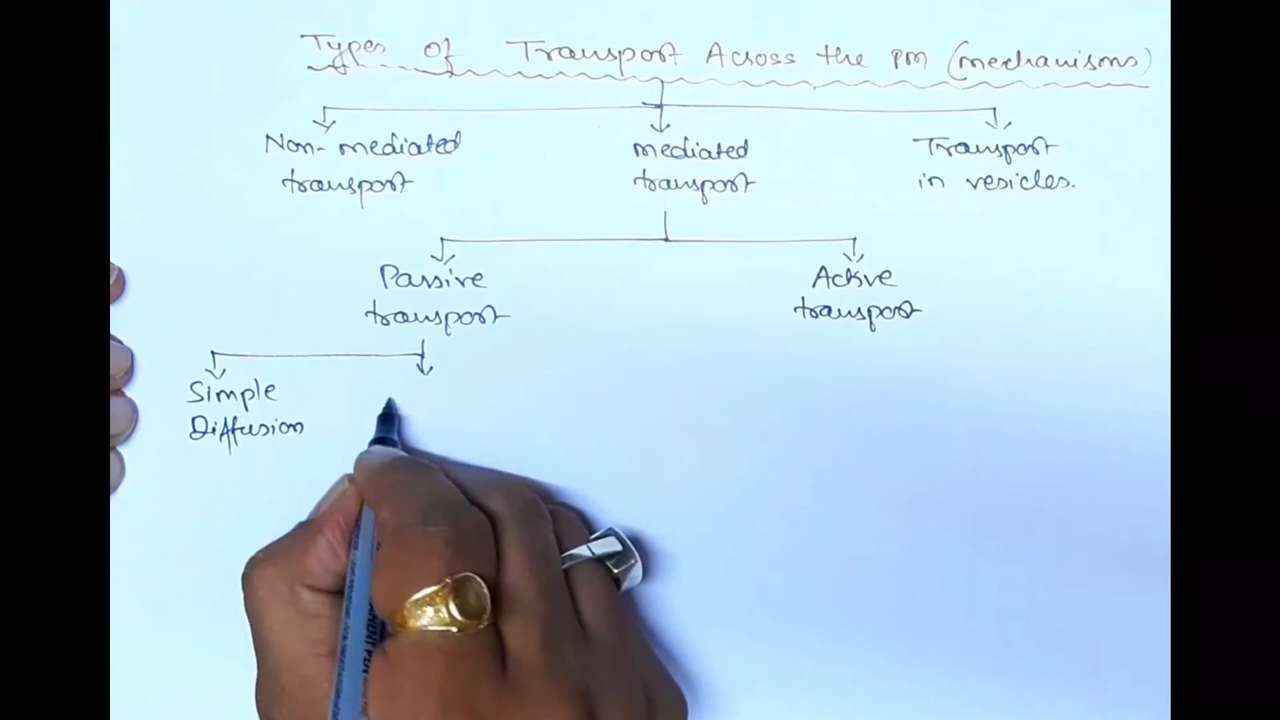 Types of Transport Across the PM (mechanisms)
Non-mediated transport
mediated transport
Transport in vesicles.
Passive transport
Active transport
Simple Diffusion